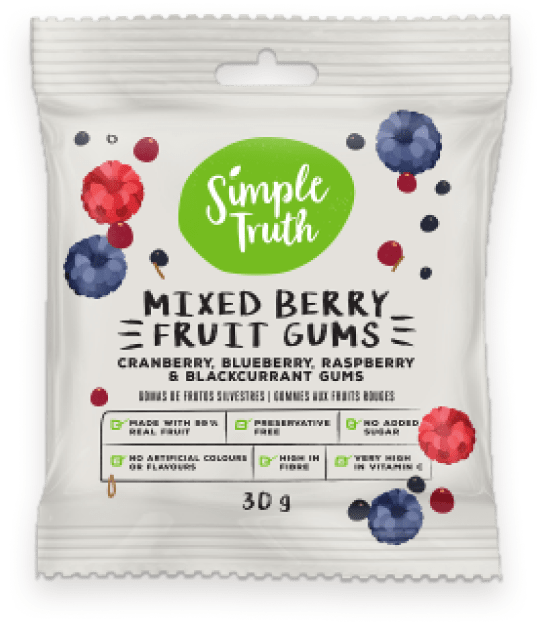 Simple
Truth
MIXED BERRY
FRUIT GUMS
CRANBERRY, BLUEBERRY, RASPBERRY
& BLACKCURRANT GUMS
GOMAS DE FRUTOS SILVESTRES | GOMMES AUX FRUITS ROUGES
MADE WITH 99%
REAL FRUIT
PRESERVATIVE
FREE
NO ADDED
SUGAR
NO ARTIFICIAL COLOURS
OR FLAVOURS
HIGH IN
FIBRE
VERY HIGH
IN VITAMIN C
30 g